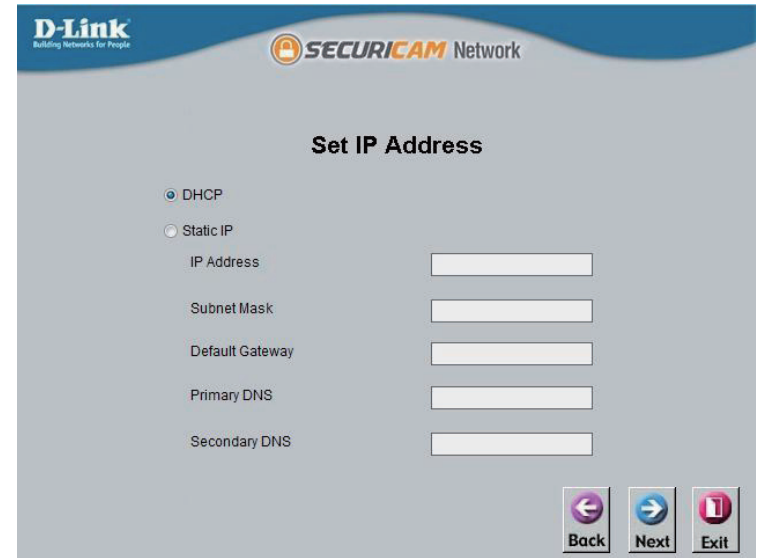 D-Link
Building Networks for People
SECURICAM Network
Set IP Address
DHCP
Static IP
IP Address
Subnet Mask
Default Gateway
Primary DNS
Secondary DNS
Back Next Exit